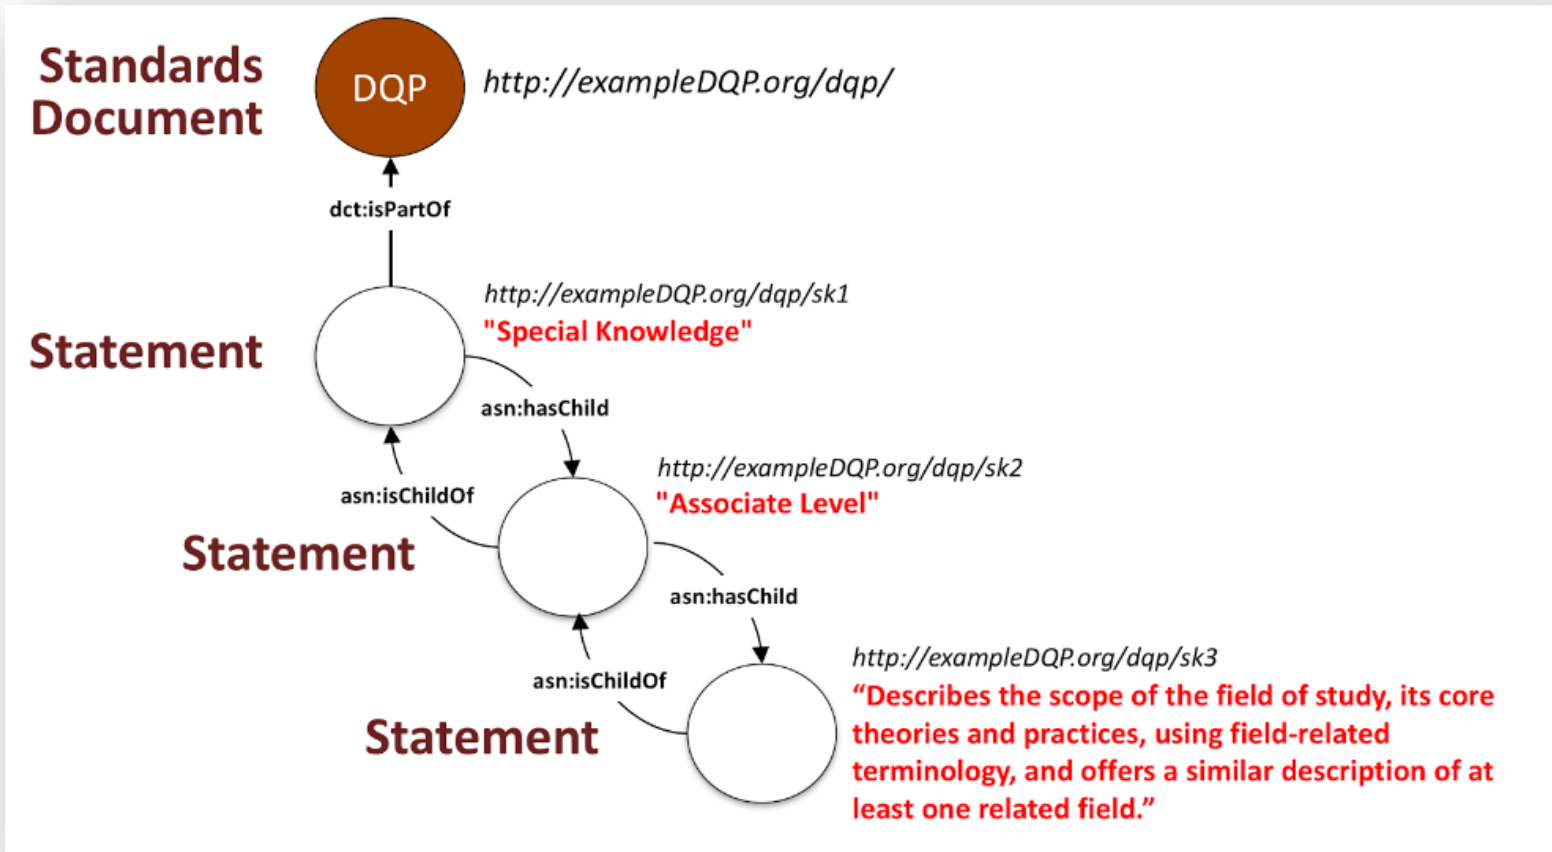 Standards
Document
DQP
http://exampleDQP.org/dqp/
dct:isPartOf
http://exampleDQP.org/dqp/sk1
"Special Knowledge"
Statement
asn:hasChild
http://exampleDQP.org/dqp/sk2
asn:isChildOf
"Associate Level"
Statement
asn:hasChild
http://exampleDQP.org/dqp/sk3
asn:isChildOf
“Describes the scope of the field of study, its core
theories and practices, using field-related
terminology, and offers a similar description of at
least one related field.”
Statement